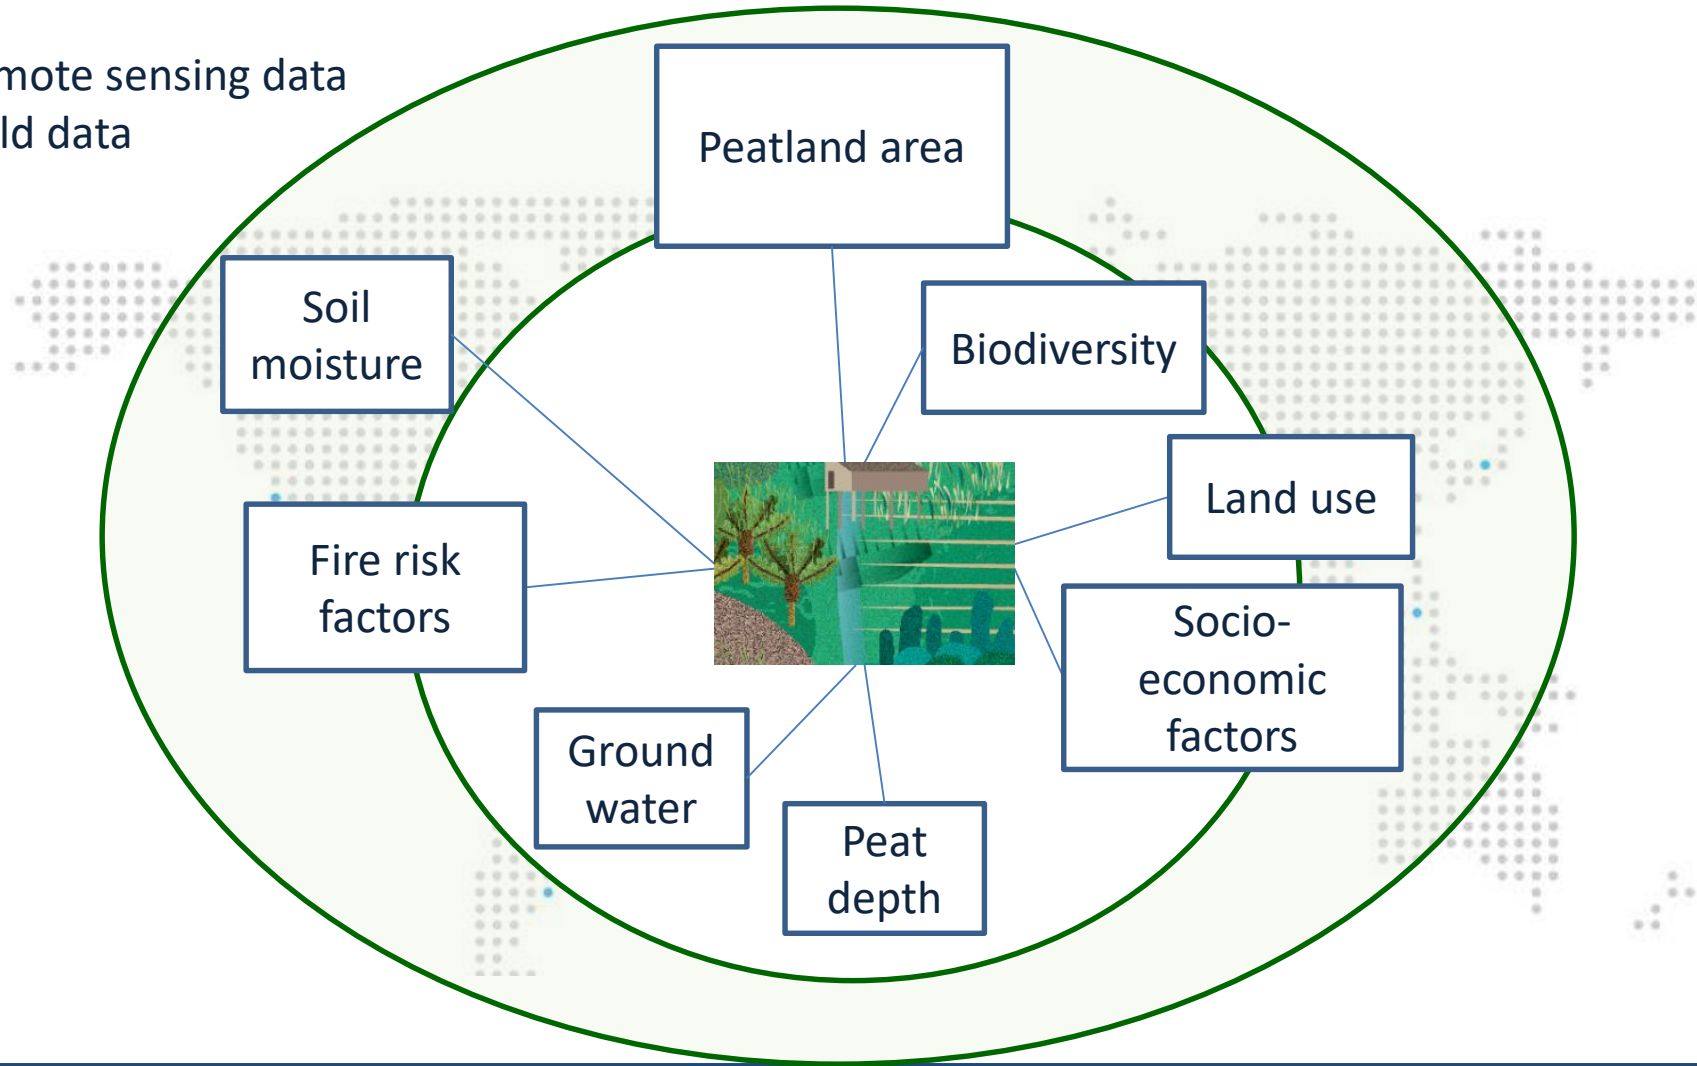 mote sensing data
ld data
Peatland area
Soil
moisture
Biodiversity
Land use
Fire risk
factors
Socio-
economic
factors
Ground
water
Peat
depth